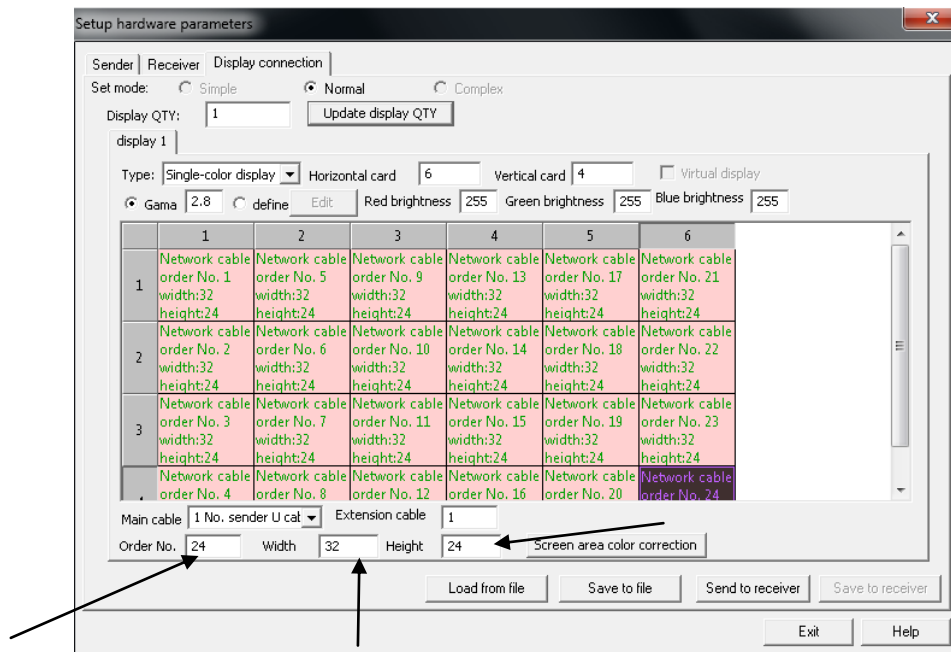 Setup hardware parameters
Sender Receiver Display connection
Set mode: Simple Normal Complex
Display QTY: 1 Update display QTY
display 1
Type: Single-color display Horizontal card 6 Vertical card 4 Virtual display
Gama 2.8 define Edit Red brightness 255 Green brightness 255 Blue brightness 255
1 2 3 4 5 6
Network cable Network cable Network cable Network cable Network cable Network cable
order No. 1 order No. 5 order No. 9 order No. 13 order No. 17 order No. 21
1 width:32 width:32 width:32 width:32 width:32 width:32
height:24 height:24 height:24 height:24 height:24 height:24
Network cable Network cable Network cable Network cable Network cable Network cable
order No. 2 order No. 6 order No. 10 order No. 14 order No. 18 order No. 22
2 width:32 width:32 width:32 width:32 width:32 width:32
height:24 height:24 height:24 height:24 height:24 height:24
Network cable Network cable Network cable Network cable Network cable Network cable
order No. 3 order No. 7 order No. 11 order No. 15 order No. 19 order No. 23
3 width:32 width:32 width:32 width:32 width:32 width:32
height:24 height:24 height:24 height:24 height:24 height:24
Network cable Network cable Network cable Network cable Network cable Network cable
order No. 4 order No. 8 order No. 12 order No. 16 order No. 20 order No. 24
Main cable 1 No. sender U Extension cable 1
Order No. 24 Width 32 Height 24 Screen area color correction
Load from file Save to file Send to receiver Save to receiver
Exit Help